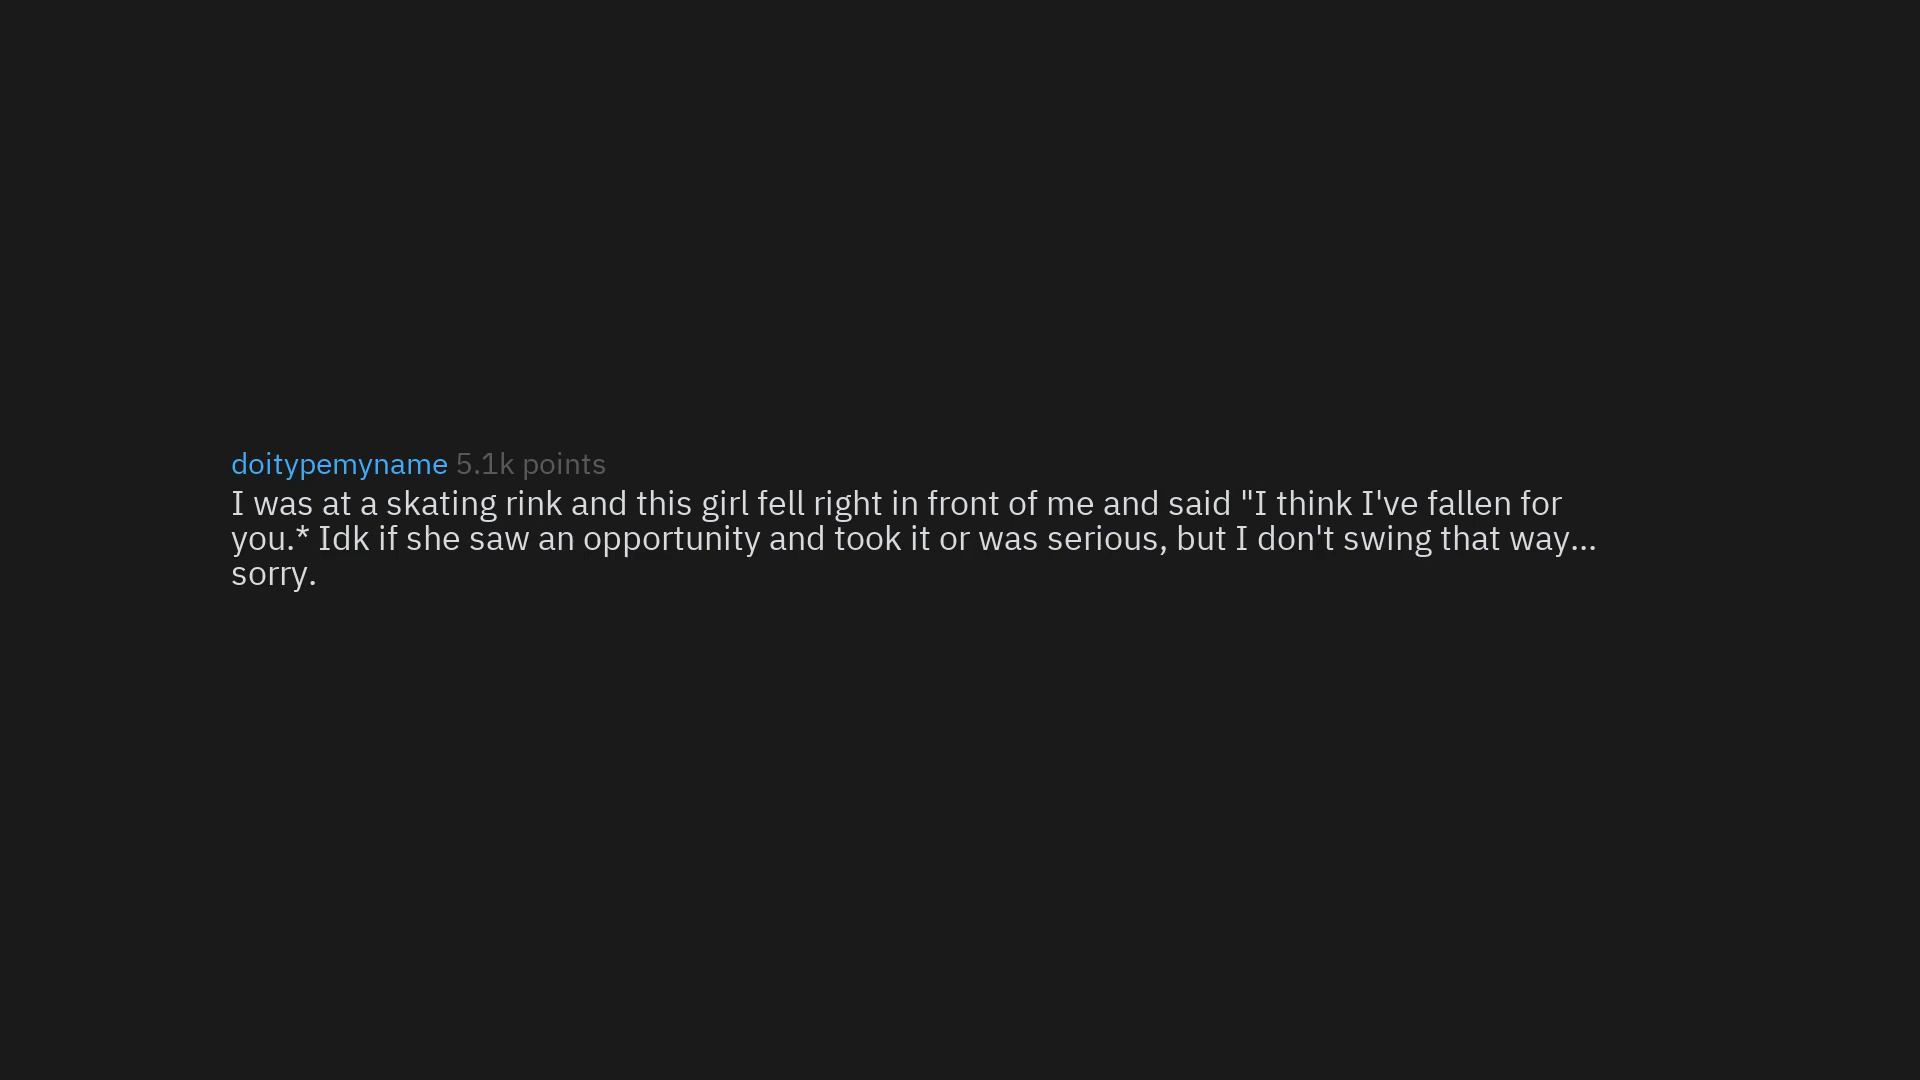 doitypemyname 5.1k points
I was at a skating rink and this girl fell right in front of me and said "I think I've fallen for
you.* Idk if she saw an opportunity and took it or was serious, but I don't swing that way...
sorry.